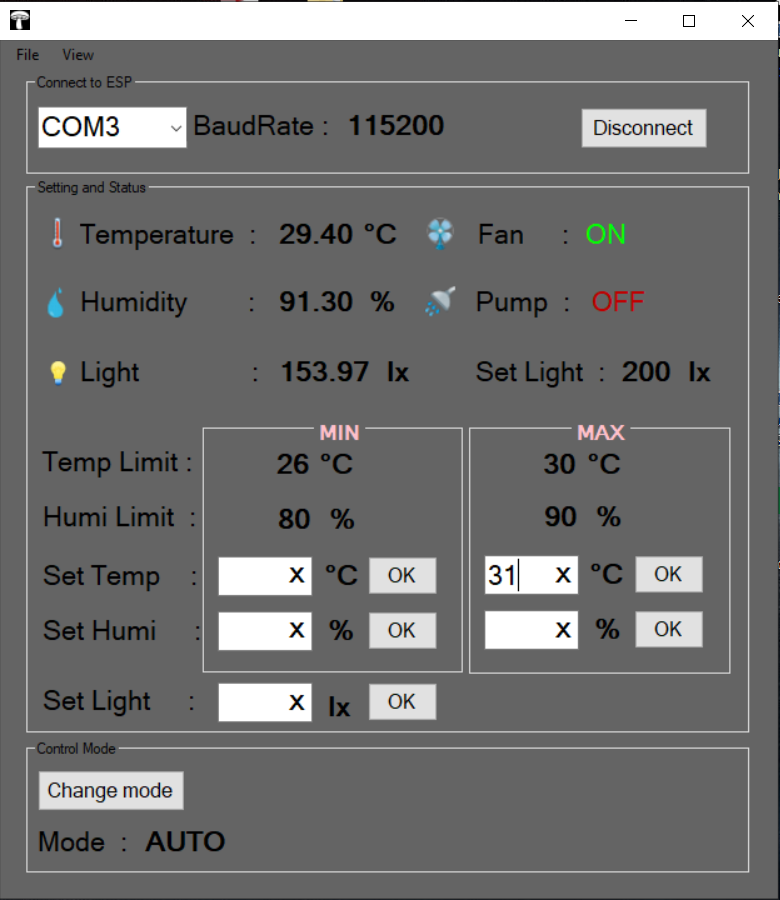 File View
Connect to ESP
COM3 BaudRate : 115200 Disconnect
Setting and Status
Temperature : 29.40 °C Fan : ON
Humidity : 91.30 % Pump : OFF
Light : 153.97 lx Set Light : 200 lx
MIN MAX
Temp Limit : 26 °C 30 °C
Humi Limit : 80 % 90 %
Set Temp : X °C OK 31 X °C OK
Set Humi : X % OK X % OK
Set Light : X lx OK
Control Mode
Change mode
Mode : AUTO